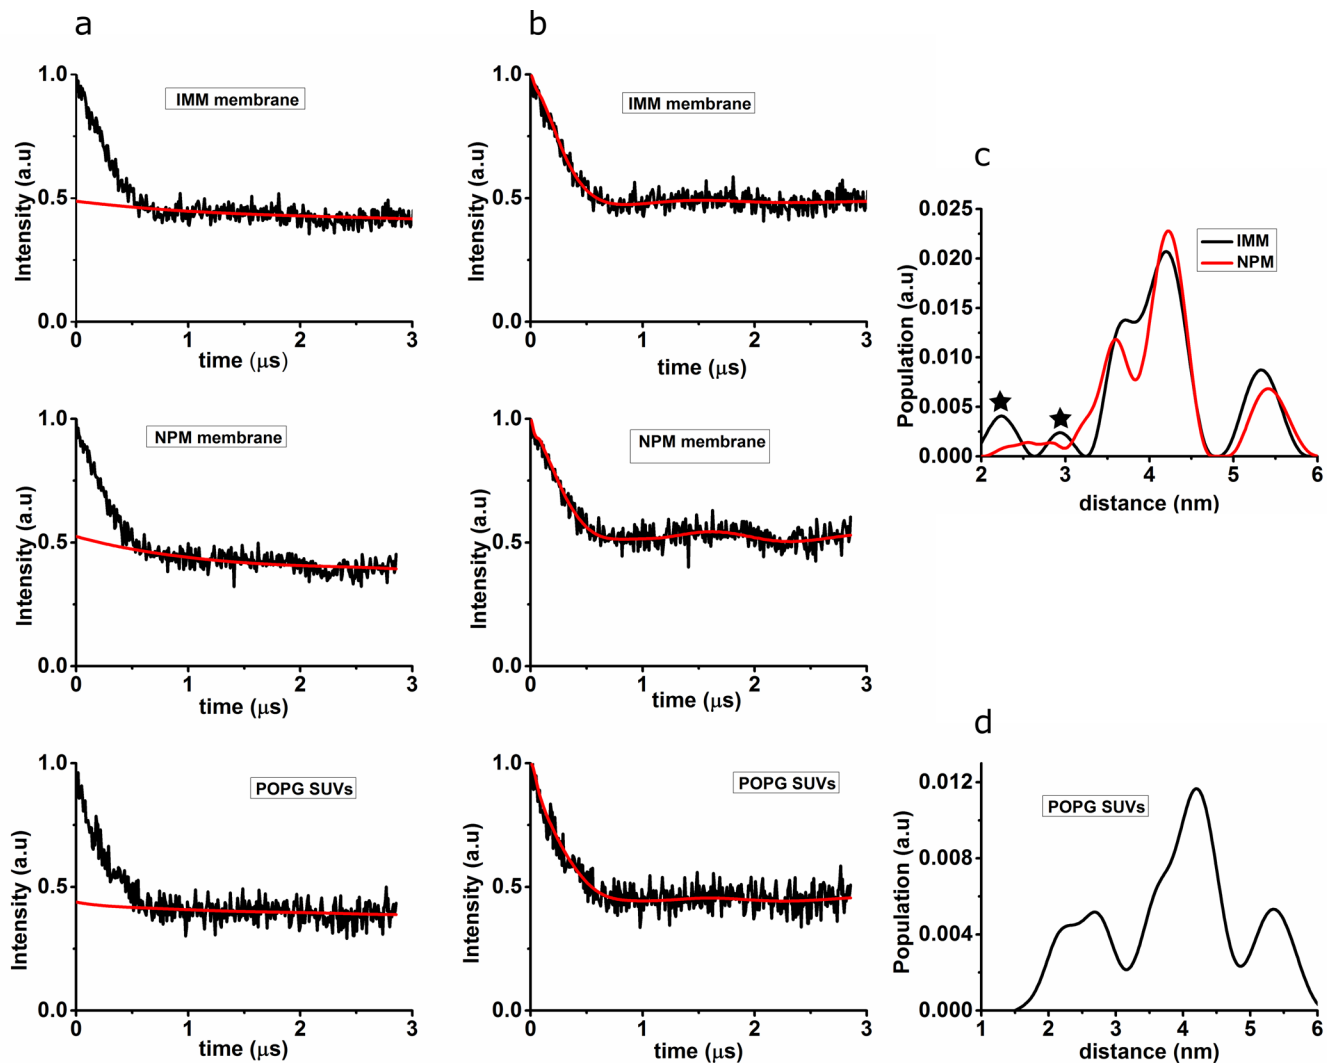 a
1.0
0.5
0.0
Intensity (a.u)
IMM membrane
0
1
2
3
time (μs)
1.0
0.5
0.0
Intensity (a.u)
NPM membrane
1
2
3
time (μs)
1.0
0.5
0.0
Intensity (a.u)
POPG SUVs
0
1
2
3
time (μs)
b
1.0
0.5
0.0
Intensity (a.u)
IMM membrane
0
1
2
3
time (μs)
1.0
0.5
0.0
Intensity (a.u)
NPM membrane
0
1
2
3
time (μs)
1.0
0.5
0.0
Intensity (a.u)
POPG SUVs
0
1
2
3
time (μs)
c
0.025
0.020
0.015
0.010
0.005
0.000
Population (a.u)
IMM
NPM
2
3
4
5
6
distance (nm)
d
0.012
0.008
0.004
0.000
Population (a.u)
POPG SUVs
1
2
3
4
5
6
distance (nm)